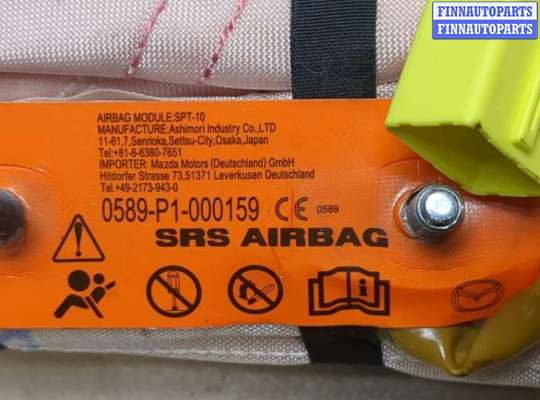 FINNAUTOPARTS
FINNAUTOPARTS
AIRBAG MODULE:SPT-10
MANUFACTURE:Ashimori Industry Co.,LTD
11-61,7,Senrioka,Settsu-City,Osaka,Japan
Tel:+81-6-6380-7651
IMPORTER: Mazda Motors (Deutschland) GmbH
Hitdorfer Strasse 73,51371 Leverkusen Deutschland
Tel:+49-2173-943-0
0589-P1-000159 CE 0589
SRS AIRBAG